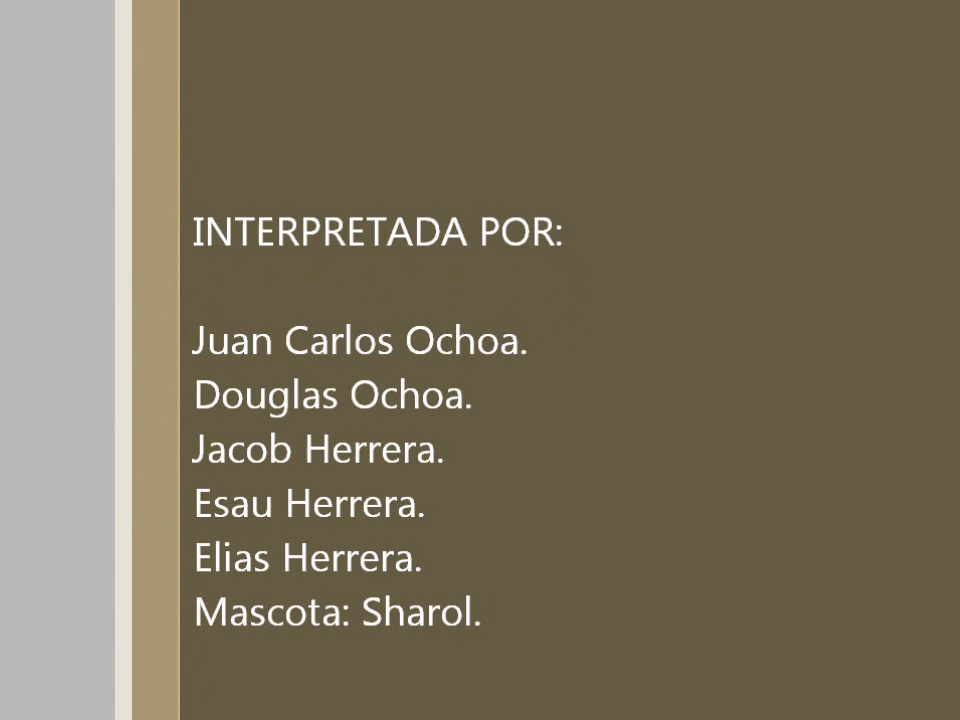 INTERPRETADA POR:
Juan Carlos Ochoa.
Douglas Ochoa.
Jacob Herrera.
Esau Herrera.
Elias Herrera.
Mascota: Sharol.